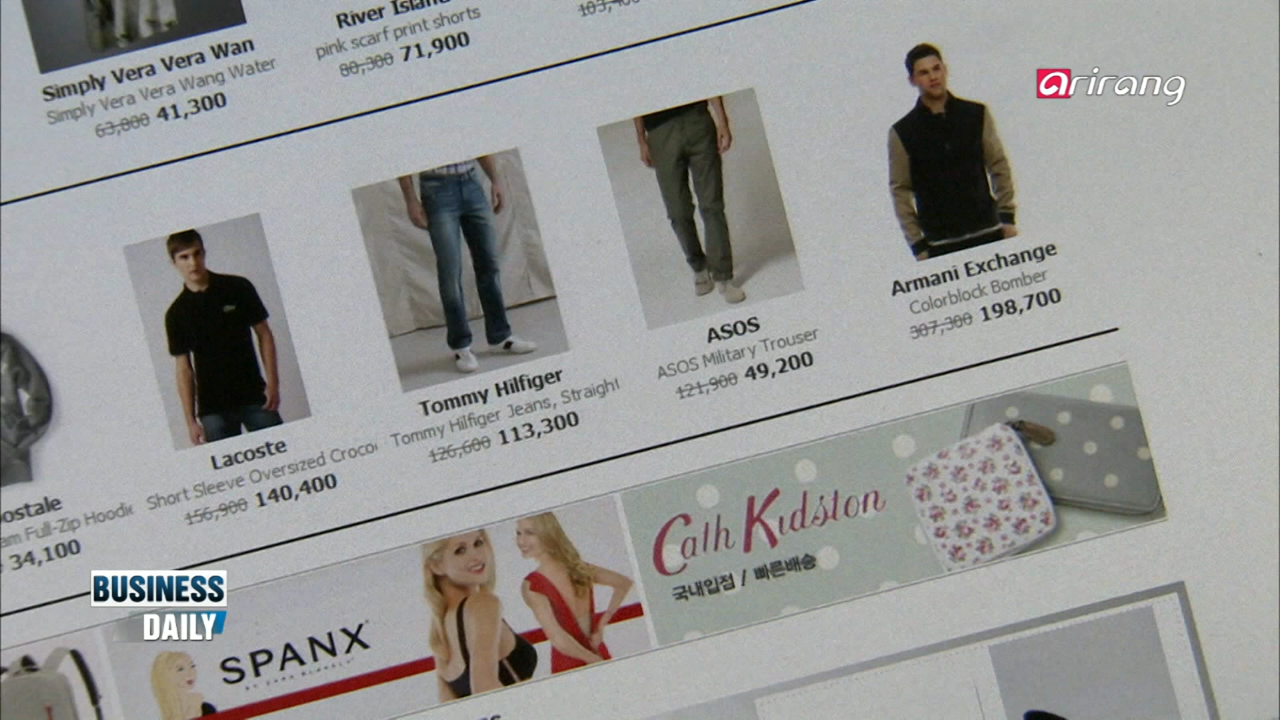 Simply Vera Vera Wan
Simply Vera Vera Wang Water
63,800 41,300
River Island
pink scarf print shorts
80,300 71,900
103,400
arirang
Lacoste
Short Sleeve Oversized Croco
156,900 140,400
Tommy Hilfiger
Tommy Hilfiger Jeans, Straight
126,600 113,300
ASOS
ASOS Military Trouser
121,900 49,200
Armani Exchange
Colorblock Bomber
307,300 198,700
postale
am Full-Zip Hoodie
34,100
SPANX
Cath Kidston
국내입점 / 빠른배송
BUSINESS
DAILY